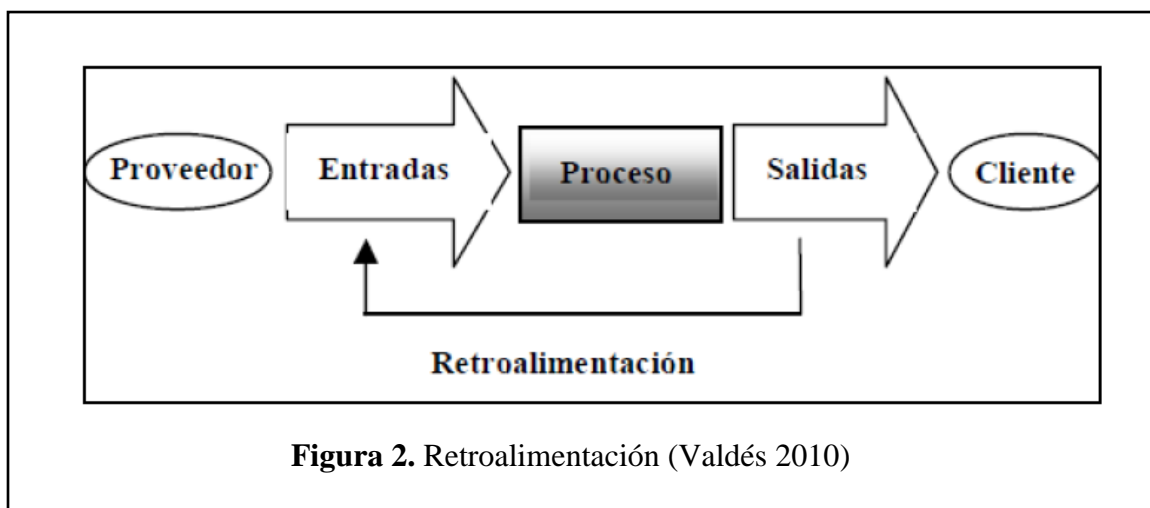 Proveedor Entradas Proceso Salidas Cliente
Retroalimentación
Figura 2. Retroalimentación (Valdés 2010)